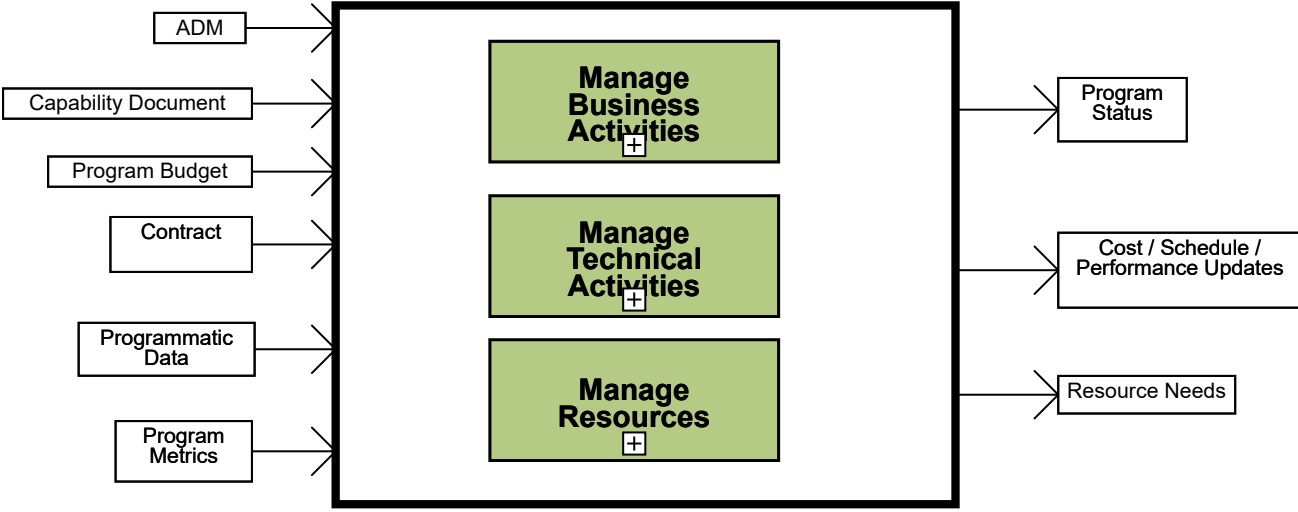 ADM
Capability Document
Program Budget
Contract
Programmatic
Data
Program
Metrics
Manage
Business
Activities
Manage
Technical
Activities
Manage
Resources
Program
Status
Cost / Schedule /
Performance Updates
Resource Needs